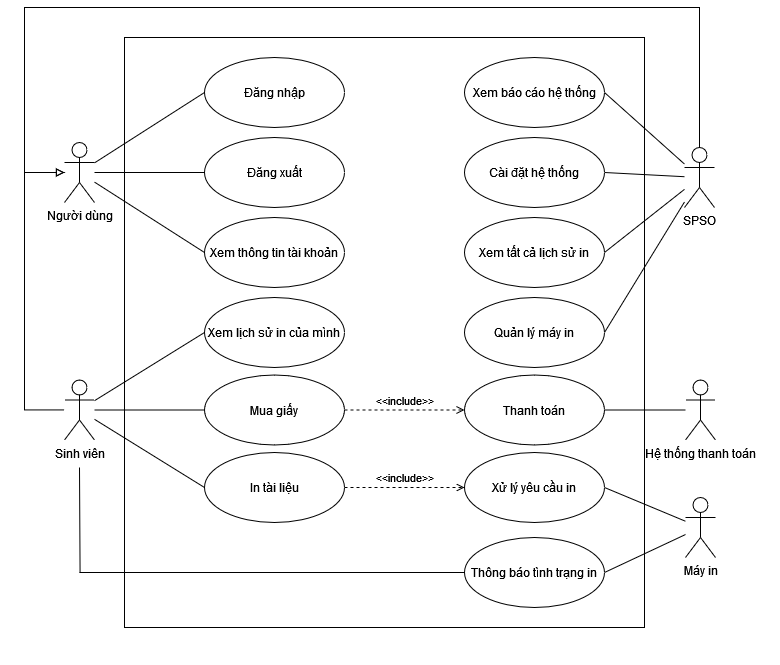 Đăng nhập
Xem báo cáo hệ thống
Đăng xuất
Cài đặt hệ thống
Người dùng
SPSO
Xem thông tin tài khoản
Xem tất cả lịch sử in
Xem lịch sử in của mình
Quản lý máy in
Mua giấy
<<include>>
Thanh toán
Sinh viên
Hệ thống thanh toán
In tài liệu
<<include>>
Xử lý yêu cầu in
Thông báo tình trạng in
Máy in